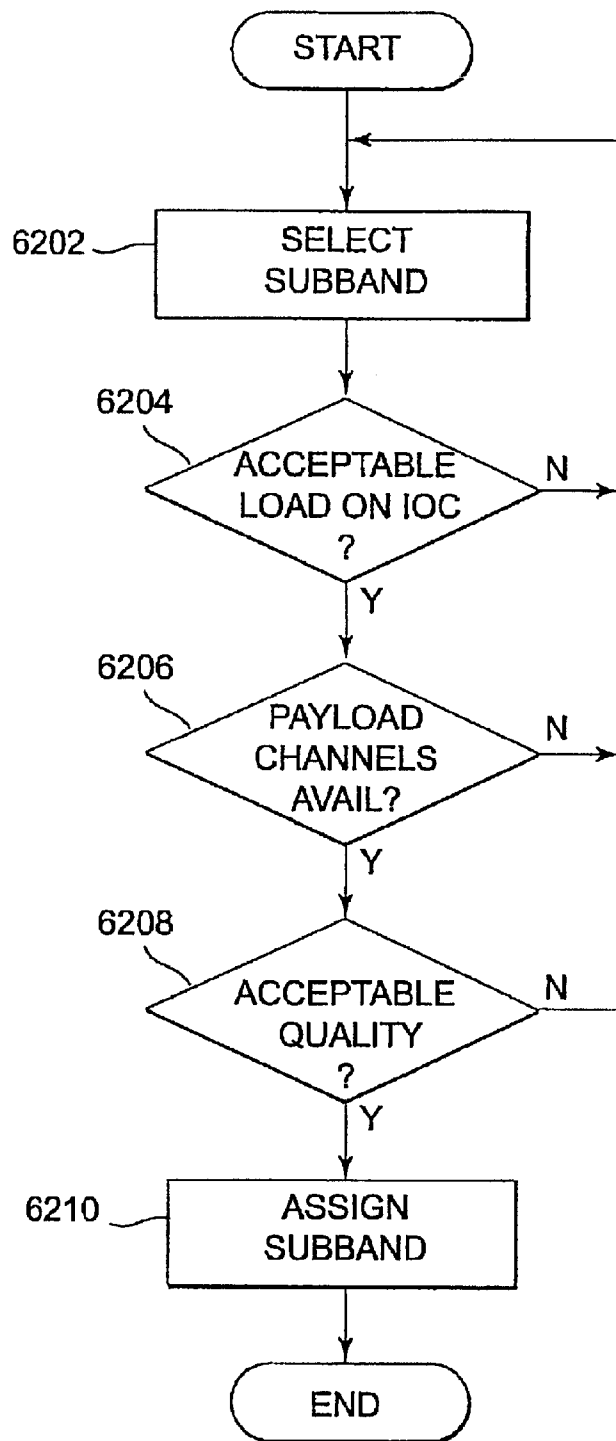 START
6202
SELECT
SUBBAND
6204
ACCEPTABLE
LOAD ON IOC
?
N
Y
6206
PAYLOAD
CHANNELS
AVAIL?
N
Y
6208
ACCEPTABLE
QUALITY
?
N
Y
6210
ASSIGN
SUBBAND
END